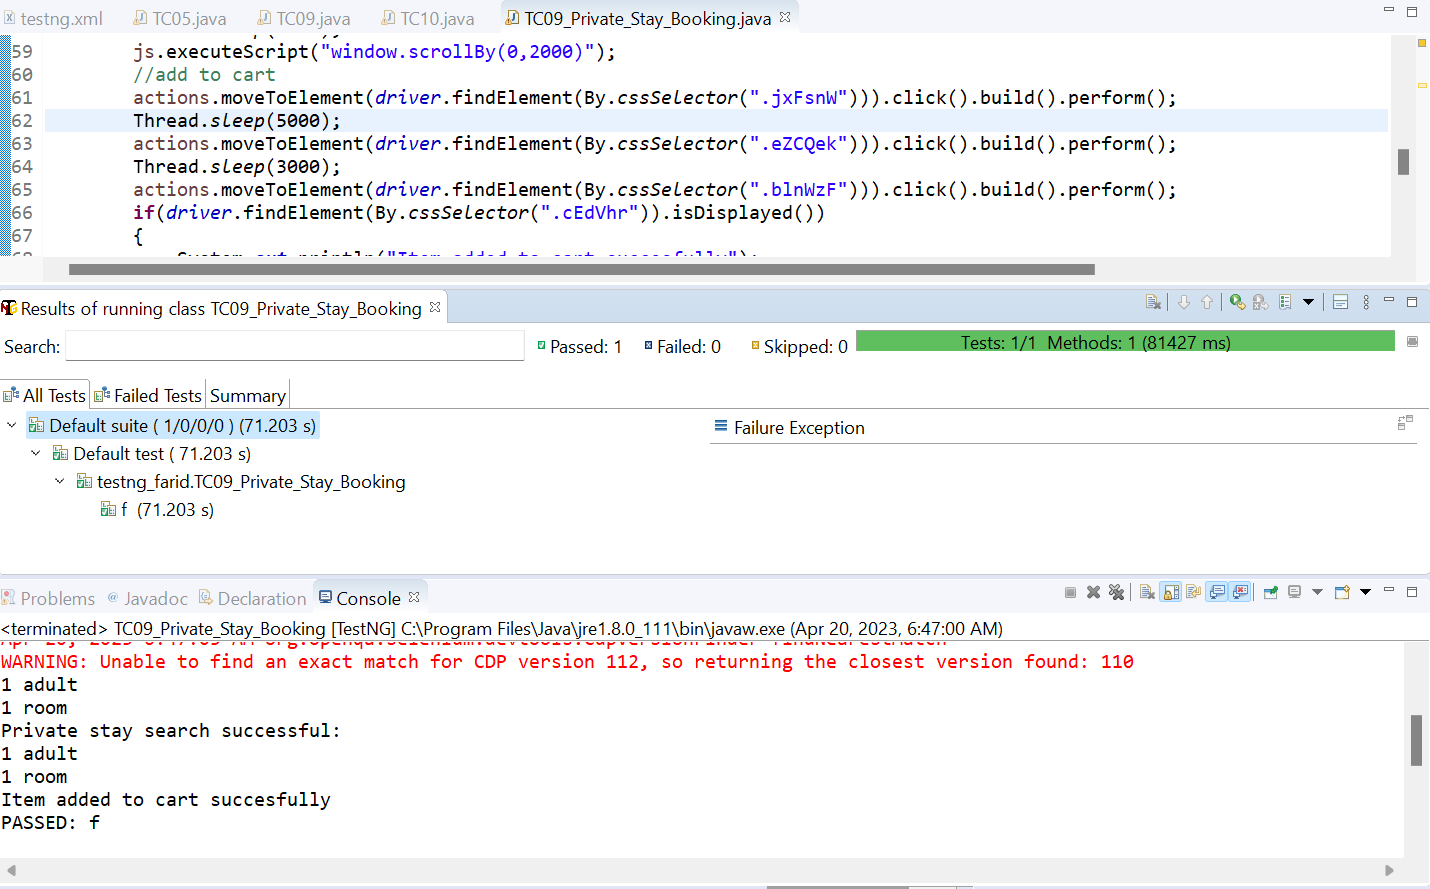 testng.xml TC05.java TC09.java TC10.java TC09_Private_Stay_Booking.java
59 js.executeScript("window.scrollBy(0,2000)");
60 //add to cart
61 actions.moveToElement(driver.findElement(By.cssSelector(".jxFsnW"))).click().build().perform();
62 Thread.sleep(5000);
63 actions.moveToElement(driver.findElement(By.cssSelector(".eZCQek"))).click().build().perform();
64 Thread.sleep(3000);
65 actions.moveToElement(driver.findElement(By.cssSelector(".blnWzF"))).click().build().perform();
66 if(driver.findElement(By.cssSelector(".cEdVhr")).isDisplayed())
67 {
68 System.out.println("Item added to cart succesfully");
Results of running class TC09_Private_Stay_Booking
Search: Passed: 1 Failed: 0 Skipped: 0 Tests: 1/1 Methods: 1 (81427 ms)
All Tests Failed Tests Summary
Default suite ( 1/0/0/0 ) (71.203 s)
Failure Exception
Default test ( 71.203 s)
testng_farid.TC09_Private_Stay_Booking
f (71.203 s)
Problems Javadoc Declaration Console
<terminated> TC09_Private_Stay_Booking [TestNG] C:\Program Files\Java\jre1.8.0_111\bin\javaw.exe (Apr 20, 2023, 6:47:00 AM)
WARNING: Unable to find an exact match for CDP version 112, so returning the closest version found: 110
1 adult
1 room
Private stay search successful:
1 adult
1 room
Item added to cart succesfully
PASSED: f